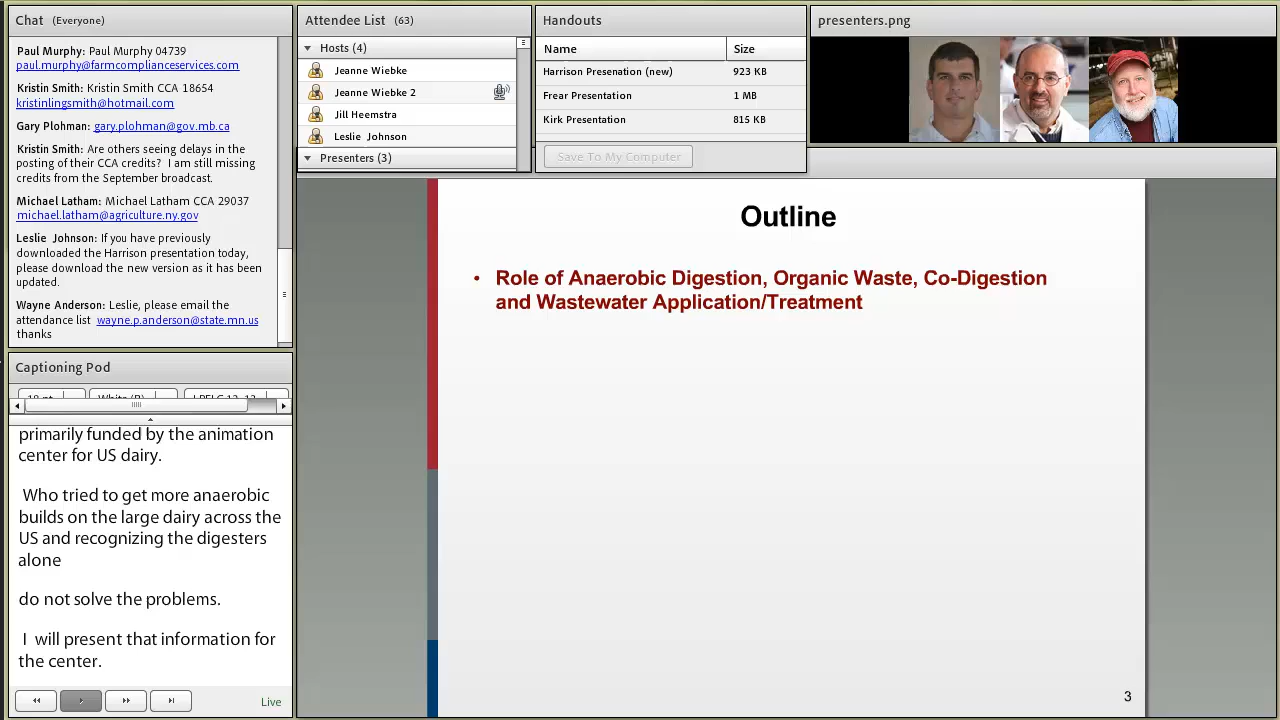 Chat (Everyone)
Paul Murphy: Paul Murphy 04739
paul.murphy@farmcomplianceservices.com
Kristin Smith: Kristin Smith CCA 18654
kristinlingsmith@hotmail.com
Gary Plohman: gary.plohman@gov.mb.ca
Kristin Smith: Are others seeing delays in the
posting of their CCA credits? I am still missing
credits from the September broadcast.
Michael Latham: Michael Latham CCA 29037
michael.latham@agriculture.ny.gov
Leslie Johnson: If you have previously
downloaded the Harrison presentation today,
please download the new version as it has been
updated.
Wayne Anderson: Leslie, please email the
attendance list wayne.p.anderson@state.mn.us
thanks
Captioning Pod
primarily funded by the animation
center for US dairy.
Who tried to get more anaerobic
builds on the large dairy across the
US and recognizing the digesters
alone
do not solve the problems.
I will present that information for
the center.
Live
Attendee List (63)
Hosts (4)
Jeanne Wiebke
Jeanne Wiebke 2
Jill Heemstra
Leslie Johnson
Presenters (3)
Handouts
Name Size
Harrison Presenation (new) 923 KB
Frear Presentation 1 MB
Kirk Presentation 815 KB
Save To My Computer
presenters.png
Outline
• Role of Anaerobic Digestion, Organic Waste, Co-Digestion
and Wastewater Application/Treatment
3